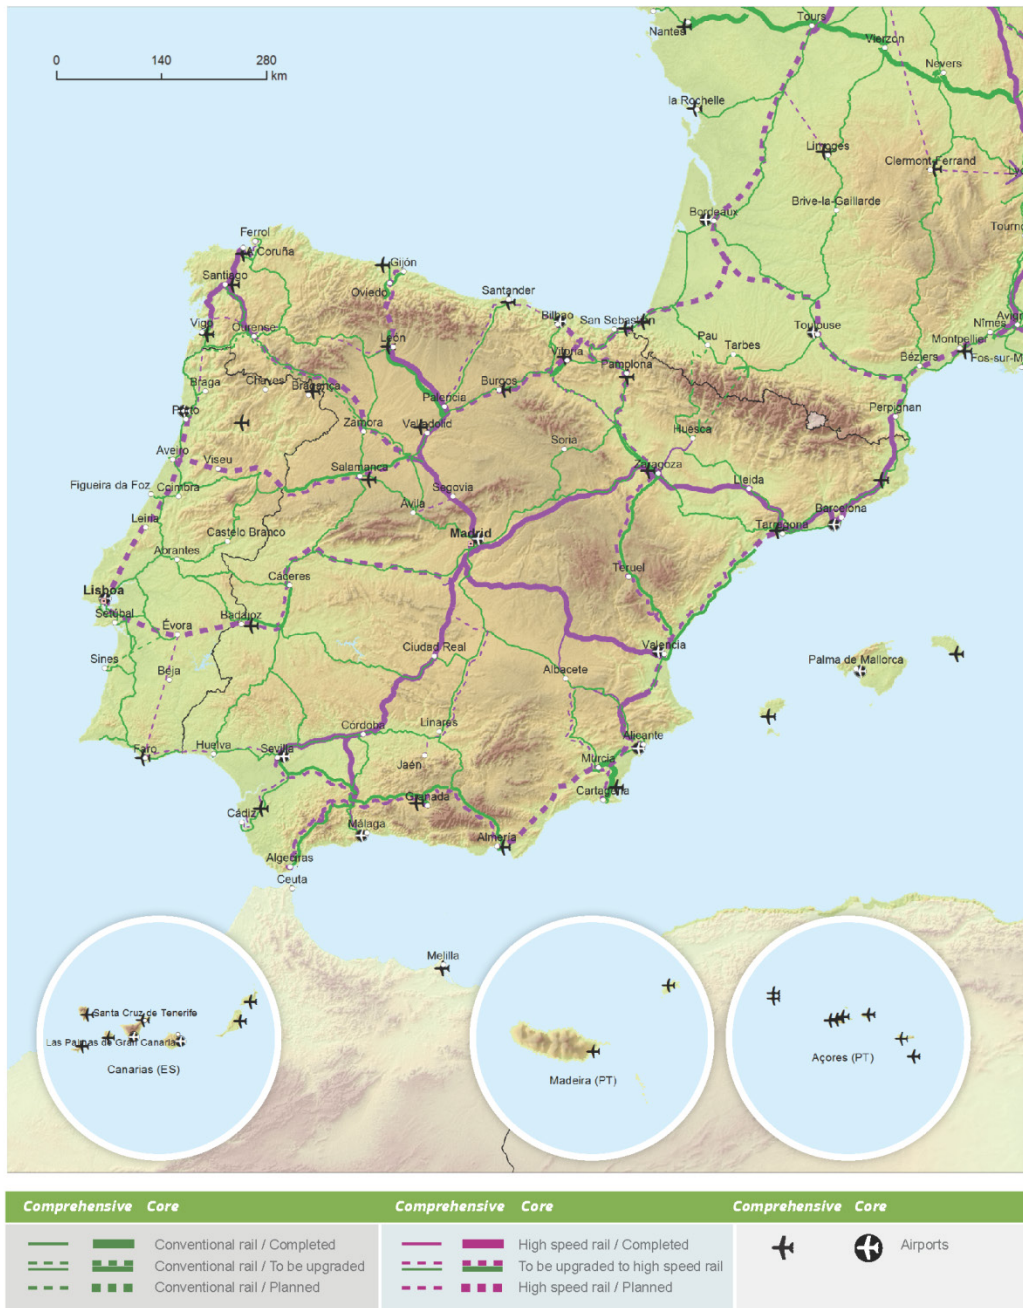 Tours
Nantes
Vierzon
Nevers
0 140 280
km
la Rochelle
Limoges
Clermont-Ferrand
Brive-la-Gaillarde
Bordeaux
Ferrol
A Coruña
Gijón
Santiago
Oviedo
Santander
Bilbao
San Sebastián
Toulouse
Nîmes
Vigo
Ourense
León
Pau
Montpellier
Vitoria
Tarbes
Béziers
Pamplona
Braga
Chaves
Bragança
Burgos
Palencia
Perpignan
Porto
Zamora
Valladolid
Huesca
Soria
Aveiro
Viseu
Salamanca
Zaragoza
Lleida
Figueira da Foz
Coimbra
Segovia
Ávila
Barcelona
Leiria
Tarragona
Castelo Branco
Madrid
Abrantes
Teruel
Cáceres
Lisboa
Setúbal
Badajoz
Évora
Ciudad Real
Valencia
Sines
Palma de Mallorca
Beja
Albacete
Córdoba
Linares
Alicante
Faro
Huelva
Sevilla
Jaén
Murcia
Cartagena
Granada
Cádiz
Málaga
Almería
Algeciras
Ceuta
Melilla
Santa Cruz de Tenerife
Las Palmas de Gran Canaria
Canarias (ES)
Madeira (PT)
Açores (PT)
Comprehensive Core
Conventional rail / Completed
Conventional rail / To be upgraded
Conventional rail / Planned
Comprehensive Core
High speed rail / Completed
To be upgraded to high speed rail
High speed rail / Planned
Comprehensive Core
Airports